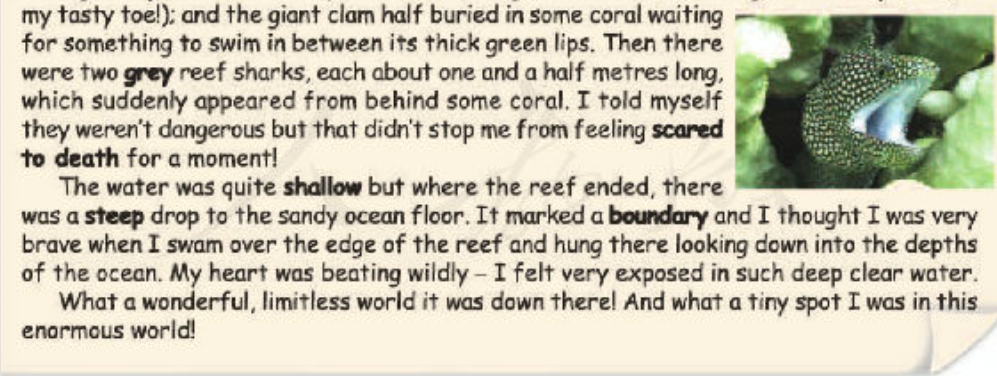 my tasty toe!); and the giant clam half buried in some coral waiting
for something to swim in between its thick green lips. Then there
were two grey reef sharks, each about one and a half metres long,
which suddenly appeared from behind some coral. I told myself
they weren't dangerous but that didn't stop me from feeling scared
to death for a moment!
The water was quite shallow but where the reef ended, there
was a steep drop to the sandy ocean floor. It marked a boundary and I thought I was very
brave when I swam over the edge of the reef and hung there looking down into the depths
of the ocean. My heart was beating wildly – I felt very exposed in such deep clear water.
What a wonderful, limitless world it was down there! And what a tiny spot I was in this
enormous world!